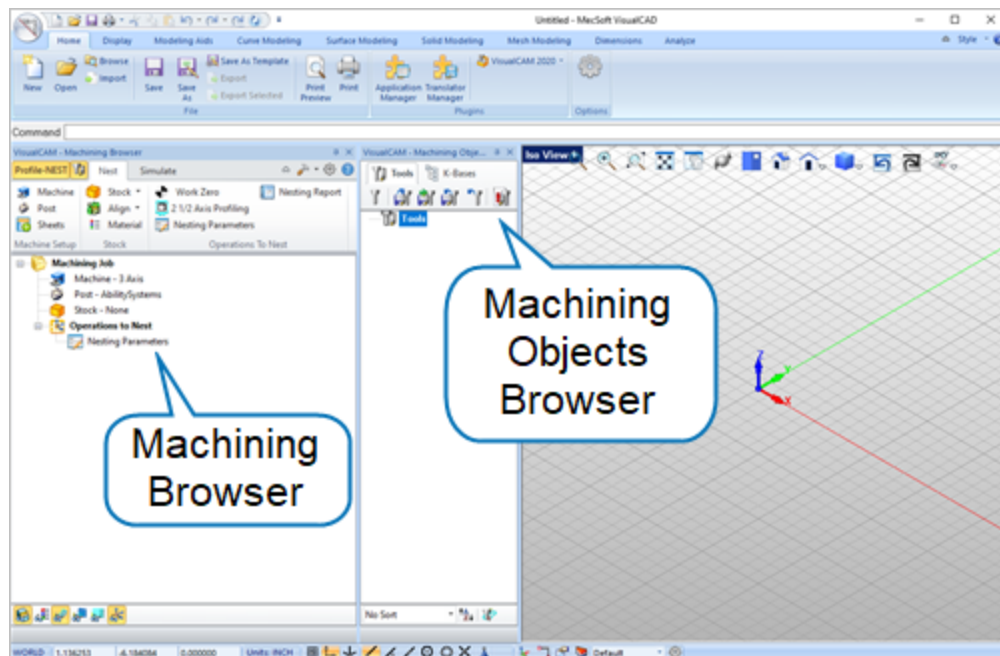 Untitled - MecSoft VisualCAD
Home Display Modeling Aids Curve Modeling Surface Modeling Solid Modeling Mesh Modeling Dimensions Analyze Style
New Open Browse Import Save Save As Save As Template Export Export Selected Print Preview Print
Application Manager Translator Manager VisualCAM 2020
File Plugins Options
Command
VisualCAM - Machining Browser
Profile-NEST Nest Simulate
Machine Stock Work Zero Nesting Report
Post Align 2 1/2 Axis Profiling
Sheets Material Nesting Parameters
Machine Setup Stock Operations To Nest
Machining Job
Machine - 3 Axis
Post - AbilitySystems
Stock - None
Operations to Nest
Nesting Parameters
Machining
Browser
VisualCAM - Machining Obje...
Tools K-Bases
Tools
Machining
Objects
Browser
No Sort
Iso View
Z
Y
X
WORLD 1.136253 -6.184084 0.000000 Units: INCH Default